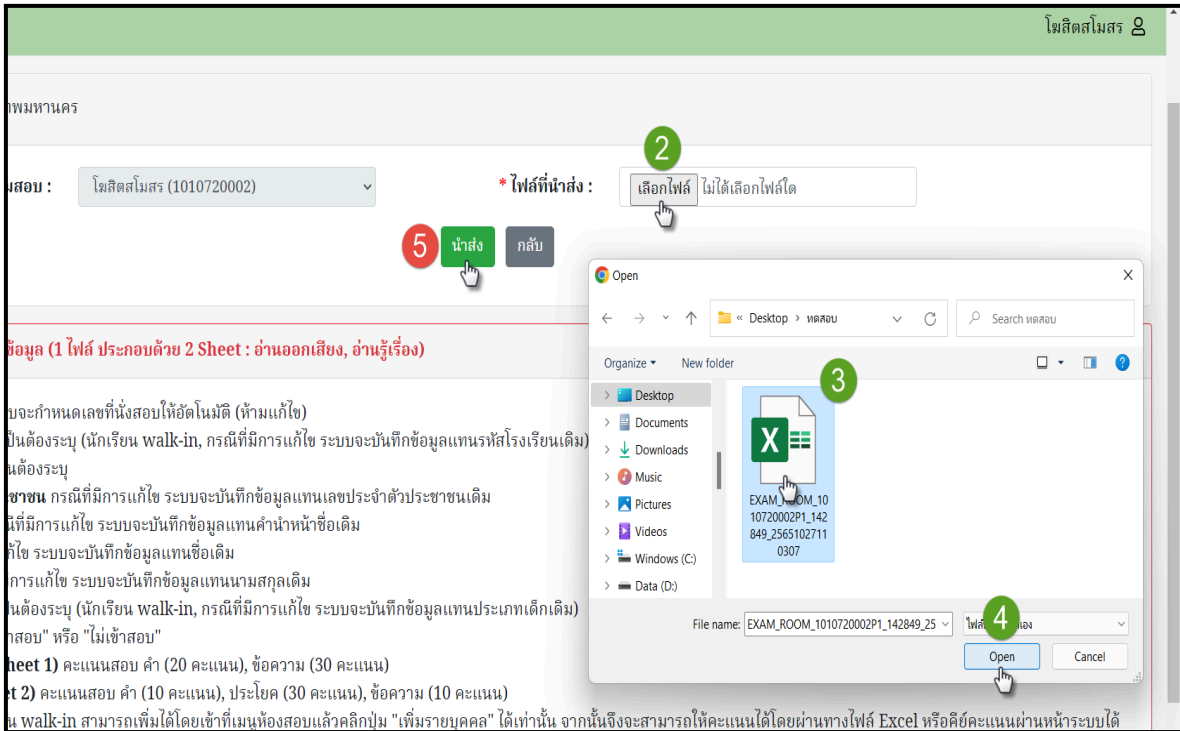 โฆสิตสโมสร
เทพมหานคร
มสอบ :
โฆสิตสโมสร (1010720002)
* ไฟล์ที่นำส่ง :
2
เลือกไฟล์ ไม่ได้เลือกไฟล์ใด
5
นำส่ง
กลับ
Open
« Desktop › ทดสอบ
Search ทดสอบ
ข้อมูล (1 ไฟล์ ประกอบด้วย 2 Sheet : อ่านออกเสียง, อ่านรู้เรื่อง)
Organize
New folder
3
Desktop
Documents
Downloads
Music
Pictures
Videos
Windows (C:)
Data (D:)
EXAM_ROOM_10
10720002P1_142
849_2565102711
0307
บจะกำหนดเลขที่นั่งสอบให้อัตโนมัติ (ห้ามแก้ไข)
ป็นต้องระบุ (นักเรียน walk-in, กรณีที่มีการแก้ไข ระบบจะบันทึกข้อมูลแทนรหัสโรงเรียนเดิม)
นต้องระบุ
ชาชน กรณีที่มีการแก้ไข ระบบจะบันทึกข้อมูลแทนเลขประจำตัวประชาชนเดิม
ณีที่มีการแก้ไข ระบบจะบันทึกข้อมูลแทนคำนำหน้าชื่อเดิม
ก้ไข ระบบจะบันทึกข้อมูลแทนชื่อเดิม
การแก้ไข ระบบจะบันทึกข้อมูลแทนนามสกุลเดิม
ป็นต้องระบุ (นักเรียน walk-in, กรณีที่มีการแก้ไข ระบบจะบันทึกข้อมูลแทนประเภทเด็กเดิม)
File name: EXAM_ROOM_1010720002P1_142849_25
4
Open
Cancel
าสอบ" หรือ "ไม่เข้าสอบ"
heet 1) คะแนนสอบ คำ (20 คะแนน), ข้อความ (30 คะแนน)
et 2) คะแนนสอบ คำ (10 คะแนน), ประโยค (30 คะแนน), ข้อความ (10 คะแนน)
น walk-in สามารถเพิ่มได้โดยเข้าที่เมนูห้องสอบแล้วคลิกปุ่ม "เพิ่มรายบุคคล" ได้เท่านั้น จากนั้นจึงจะสามารถให้คะแนนได้โดยผ่านทางไฟล์ Excel หรือคีย์คะแนนผ่านหน้าระบบได้